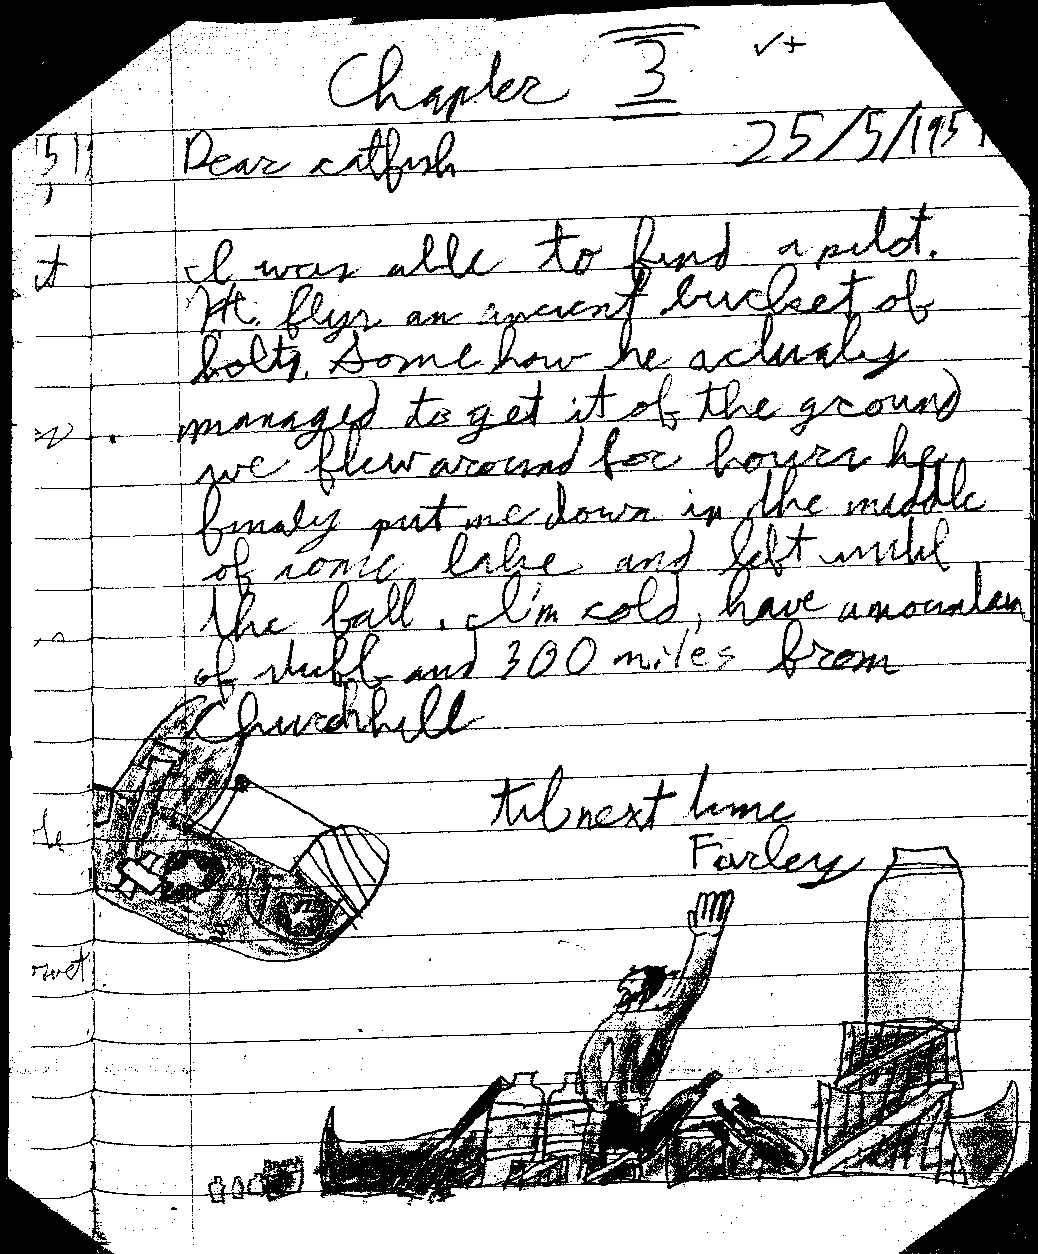 Chapter 3 ✓+
Dear catfish 25/5/195
I was able to find a pilot.
He flys an ancient bucket of
bolts. Some how he actualy
managed to get it of the ground
we flew around for hours he
finaly put me down in the middle
of some lake and left until
the fall. I'm cold, have a mountain
of stuff and 300 miles from
Churchhill
til next time
Farley